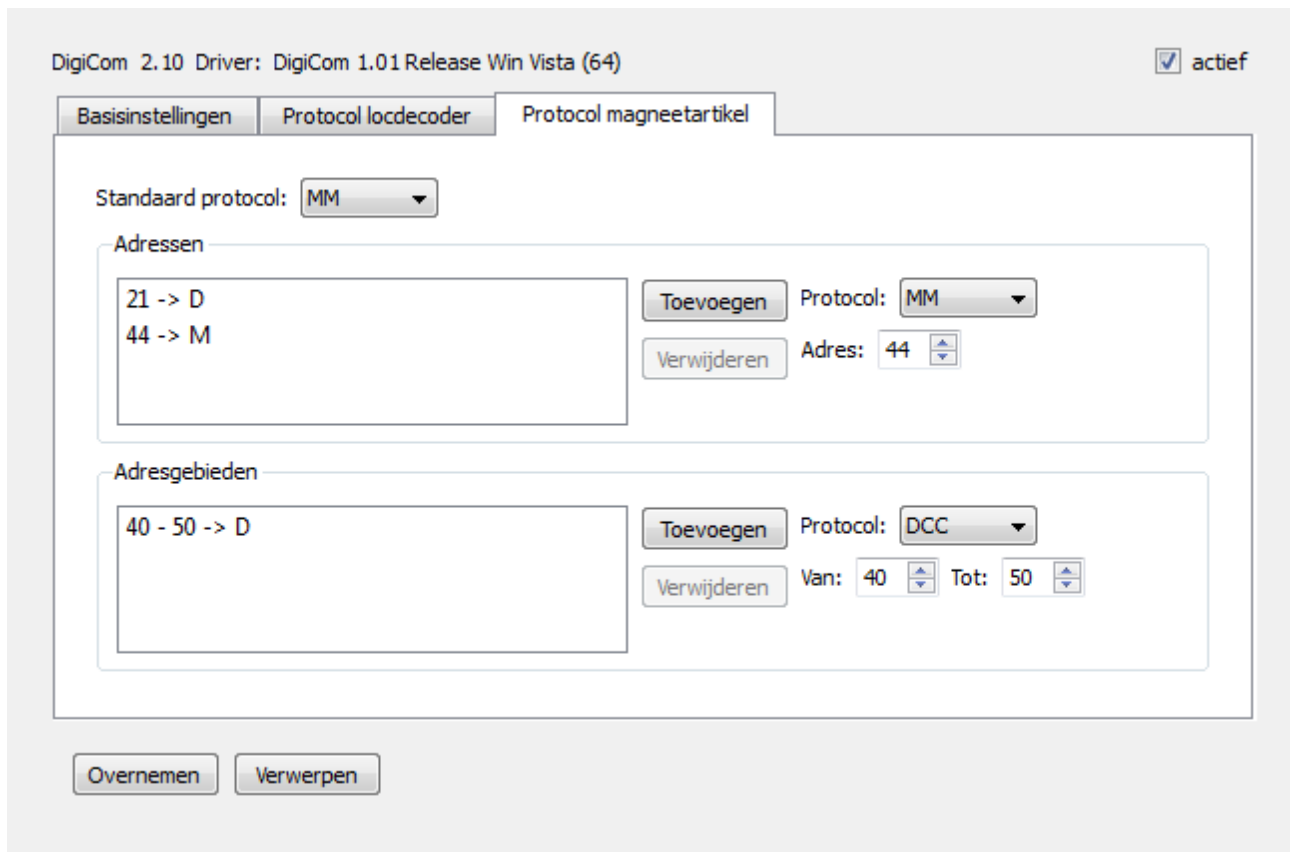 DigiCom 2.10 Driver: DigiCom 1.01 Release Win Vista (64) actief
Basisinstellingen Protocol locdecoder Protocol magneetartikel
Standaard protocol: MM
Adressen
21 -> D
44 -> M
Toevoegen Protocol: MM
Verwijderen Adres: 44
Adresgebieden
40 - 50 -> D
Toevoegen Protocol: DCC
Verwijderen Van: 40 Tot: 50
Overnemen Verwerpen